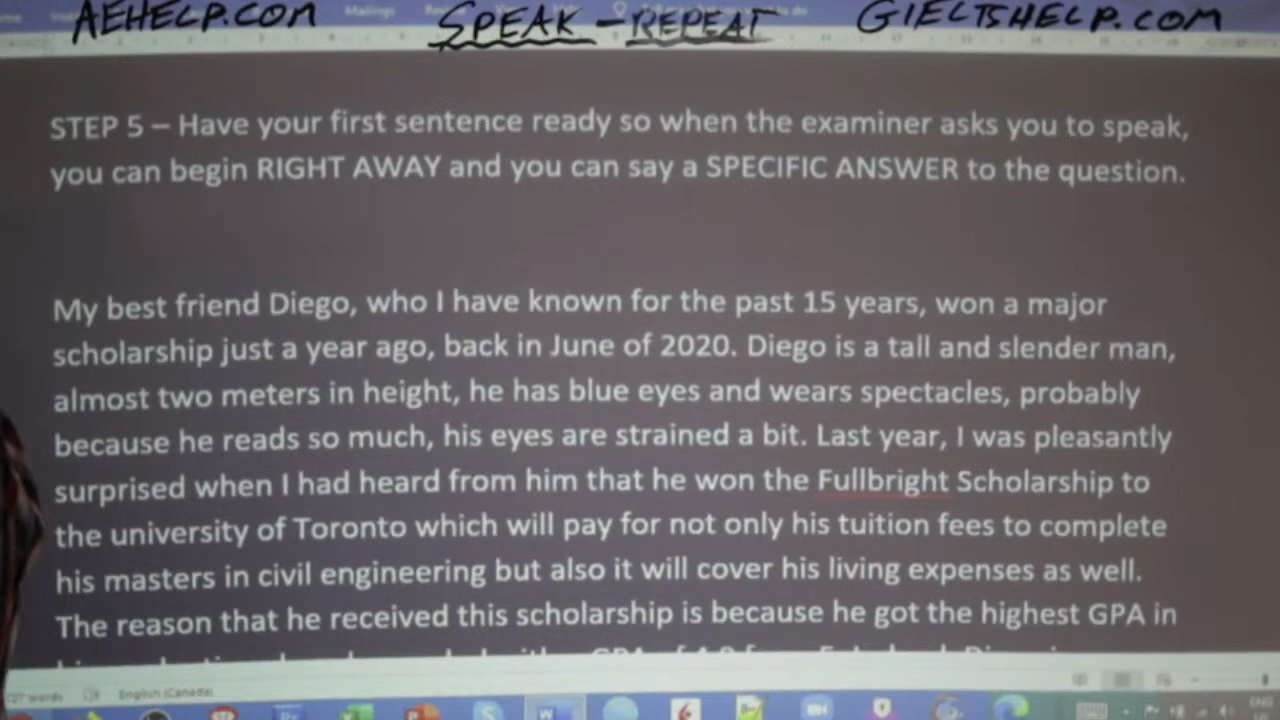 AEHELP.COM SPEAK - REPEAT GIELTSHELP.COM
Mailings
STEP 5 – Have your first sentence ready so when the examiner asks you to speak,
you can begin RIGHT AWAY and you can say a SPECIFIC ANSWER to the question.
My best friend Diego, who I have known for the past 15 years, won a major
scholarship just a year ago, back in June of 2020. Diego is a tall and slender man,
almost two meters in height, he has blue eyes and wears spectacles, probably
because he reads so much, his eyes are strained a bit. Last year, I was pleasantly
surprised when I had heard from him that he won the Fullbright Scholarship to
the university of Toronto which will pay for not only his tuition fees to complete
his masters in civil engineering but also it will cover his living expenses as well.
The reason that he received this scholarship is because he got the highest GPA in
words English (Canada)
ENG